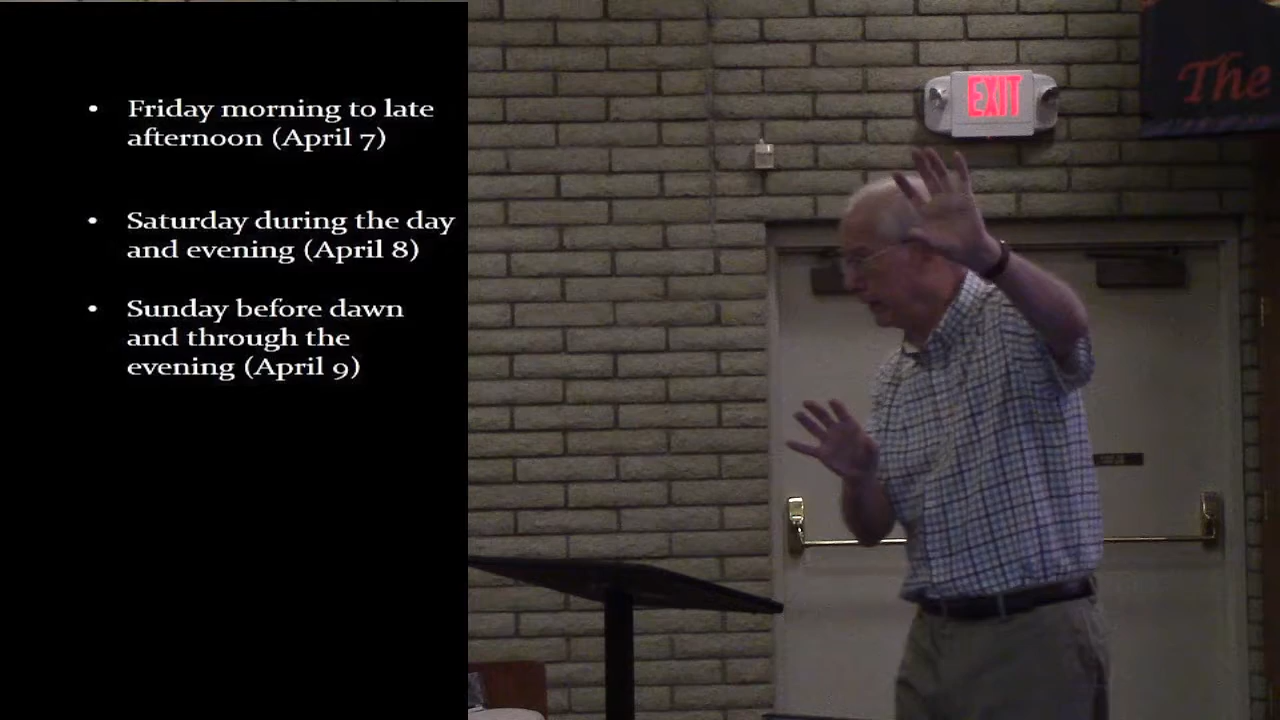 • Friday morning to late
afternoon (April 7)
• Saturday during the day
and evening (April 8)
• Sunday before dawn
and through the
evening (April 9)
EXIT
The